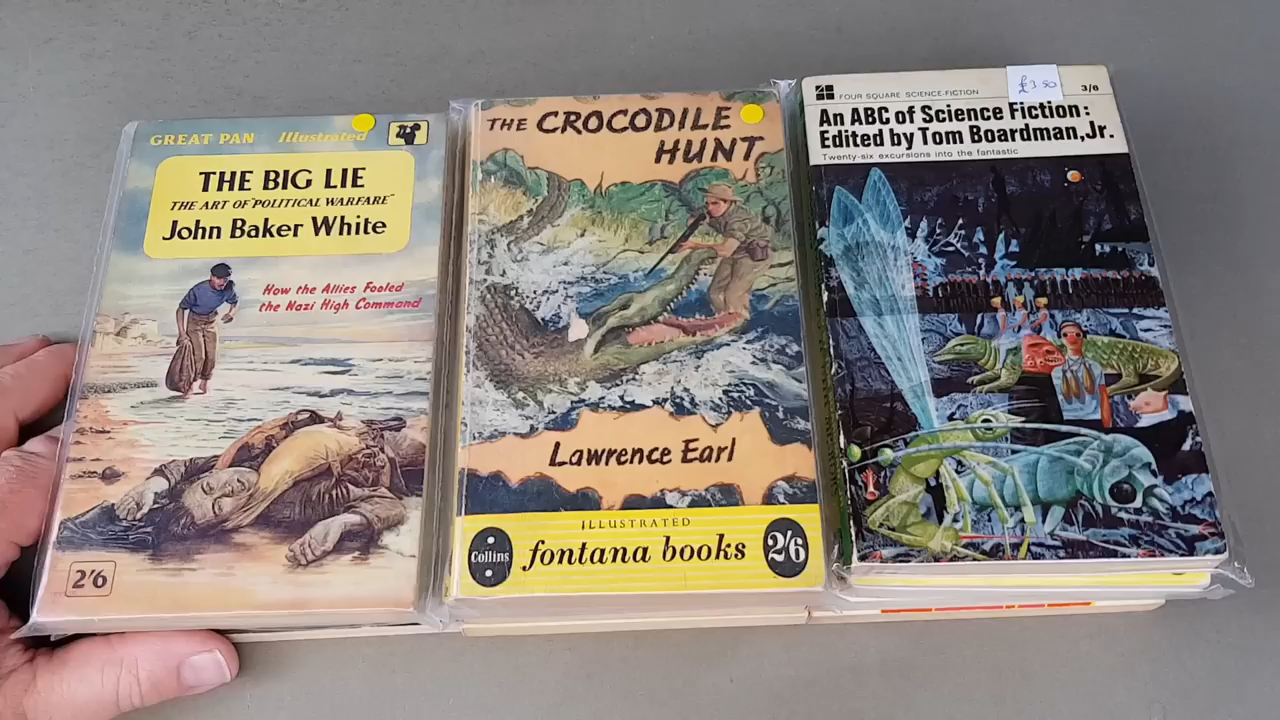 GREAT PAN Illustrated
THE BIG LIE
THE ART OF "POLITICAL WARFARE"
John Baker White
How the Allies Fooled
the Nazi High Command
2'6
THE CROCODILE
HUNT
Lawrence Earl
ILLUSTRATED
Collins
fontana books
2/6
FOUR SQUARE SCIENCE-FICTION
£3.50
3/6
An ABC of Science Fiction:
Edited by Tom Boardman, Jr.
Twenty-six excursions into the fantastic